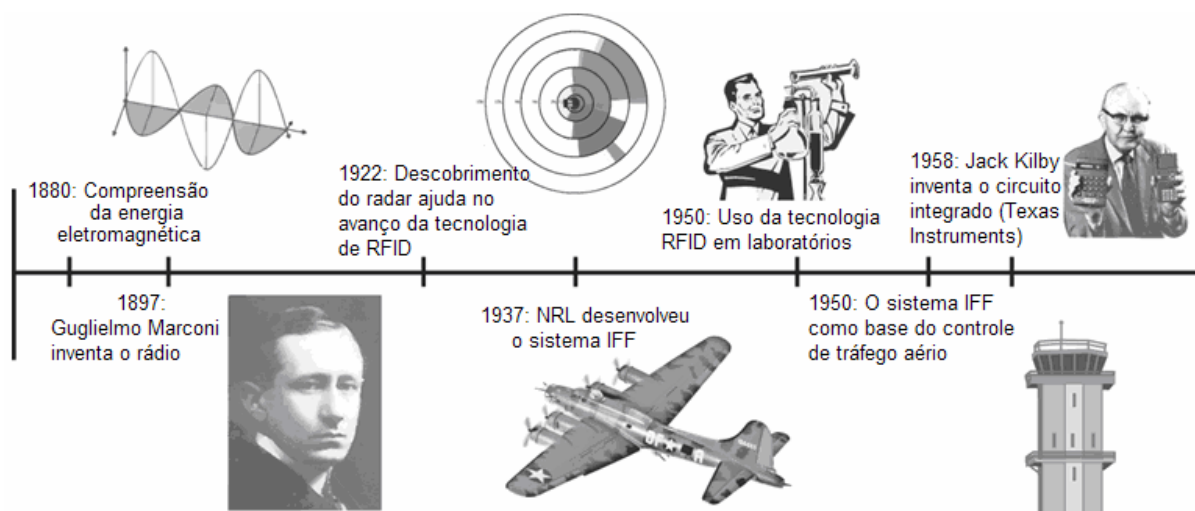 1880: Compreensão
da energia
eletromagnética
1897:
Guglielmo Marconi
inventa o rádio
1922: Descobrimento
do radar ajuda no
avanço da tecnologia
de RFID
1937: NRL desenvolveu
o sistema IFF
1950: Uso da tecnologia
RFID em laboratórios
1950: O sistema IFF
como base do controle
de tráfego aério
1958: Jack Kilby
inventa o circuito
integrado (Texas
Instruments)